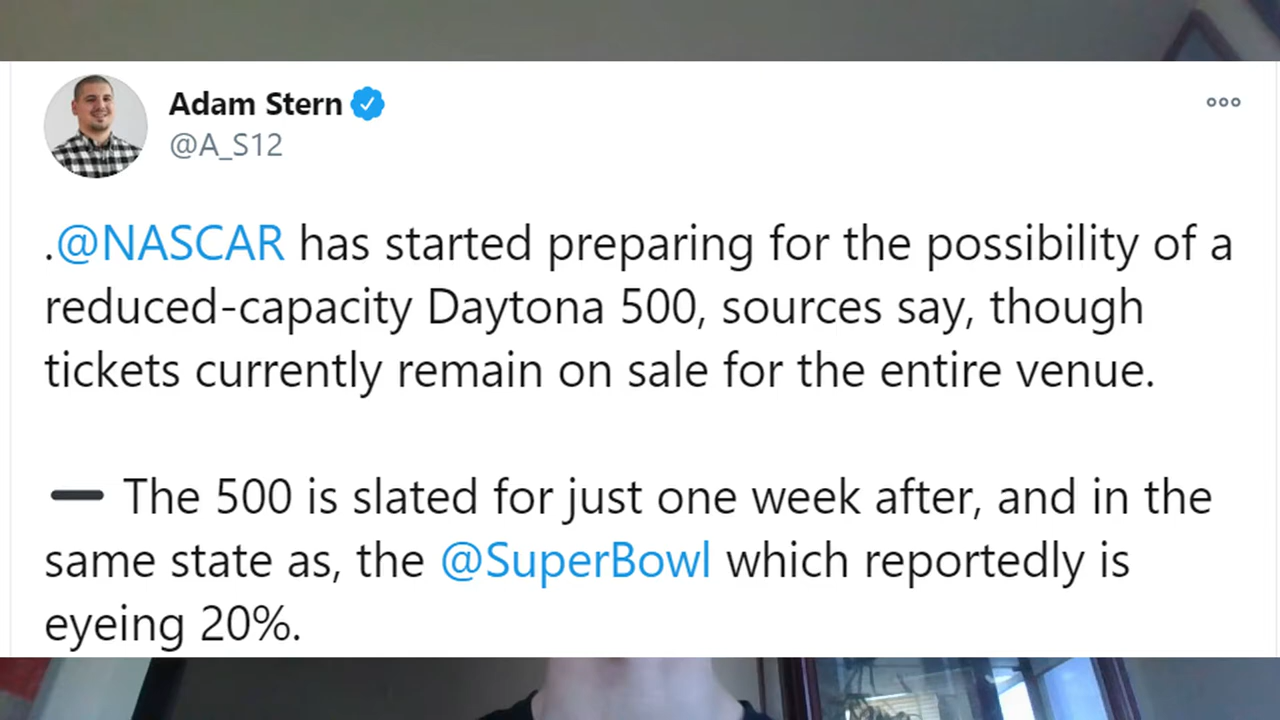 Adam Stern
@A_S12
.@NASCAR has started preparing for the possibility of a
reduced-capacity Daytona 500, sources say, though
tickets currently remain on sale for the entire venue.
➖ The 500 is slated for just one week after, and in the
same state as, the @SuperBowl which reportedly is
eyeing 20%.